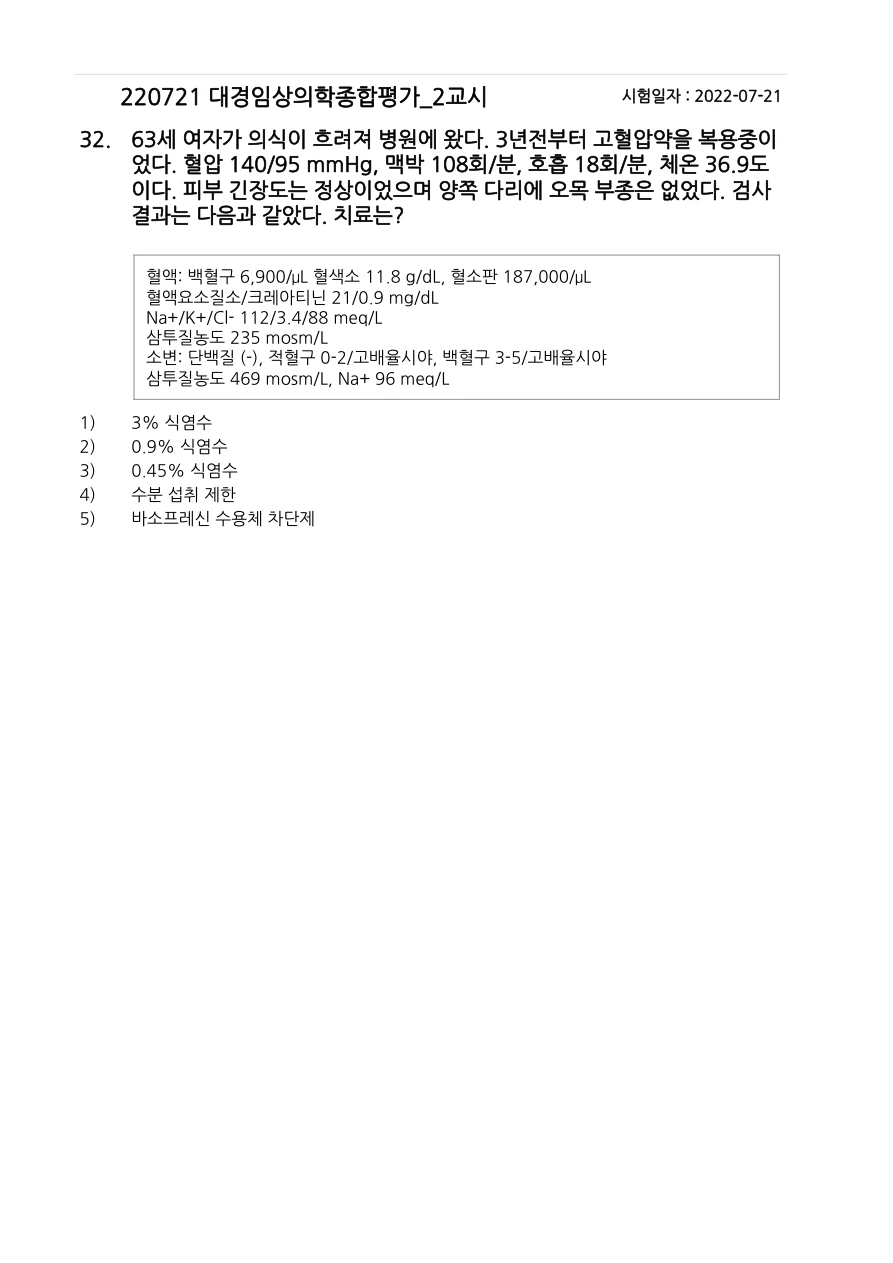 220721 대경임상의학종합평가_2교시
시험일자 : 2022-07-21
32. 63세 여자가 의식이 흐려져 병원에 왔다. 3년전부터 고혈압약을 복용중이
었다. 혈압 140/95 mmHg, 맥박 108회/분, 호흡 18회/분, 체온 36.9도
이다. 피부 긴장도는 정상이었으며 양쪽 다리에 오목 부종은 없었다. 검사
결과는 다음과 같았다. 치료는?
혈액: 백혈구 6,900/μL 혈색소 11.8 g/dL, 혈소판 187,000/μL
혈액요소질소/크레아티닌 21/0.9 mg/dL
Na+/K+/Cl- 112/3.4/88 meq/L
삼투질농도 235 mosm/L
소변: 단백질 (-), 적혈구 0-2/고배율시야, 백혈구 3-5/고배율시야
삼투질농도 469 mosm/L, Na+ 96 meq/L
1) 3% 식염수
2) 0.9% 식염수
3) 0.45% 식염수
4) 수분 섭취 제한
5) 바소프레신 수용체 차단제